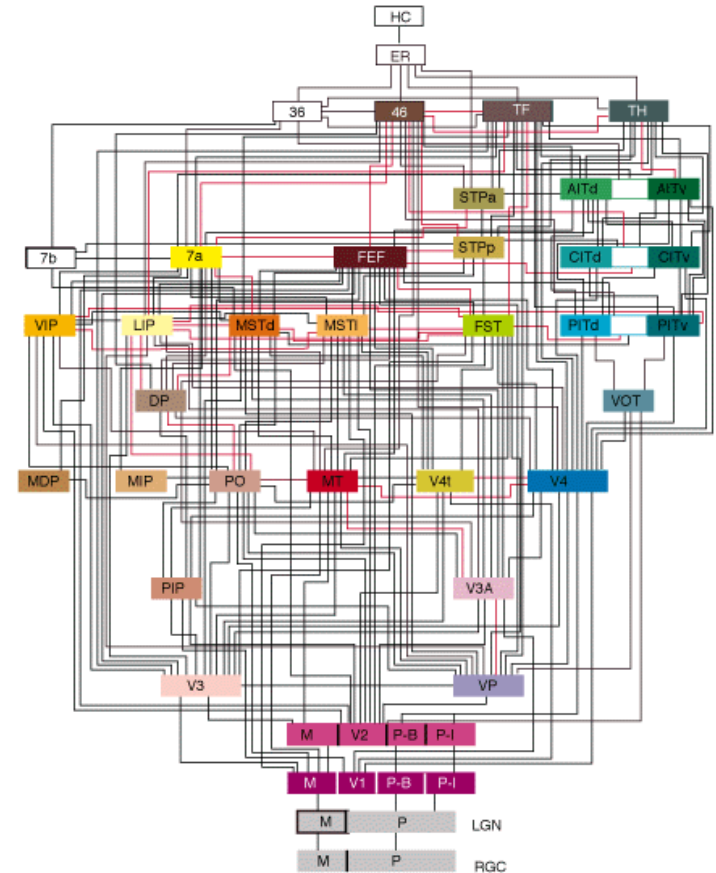 HC
ER
36 46 TF TH
STPa AITd AITv
7b 7a FEF STPp CITd CITv
VIP LIP MSTd MSTl FST PITd PITv
DP VOT
MDP MIP PO MT V4t V4
PIP V3A
V3 VP
M V2 P-B P-I
M V1 P-B P-I
M P LGN
M P RGC